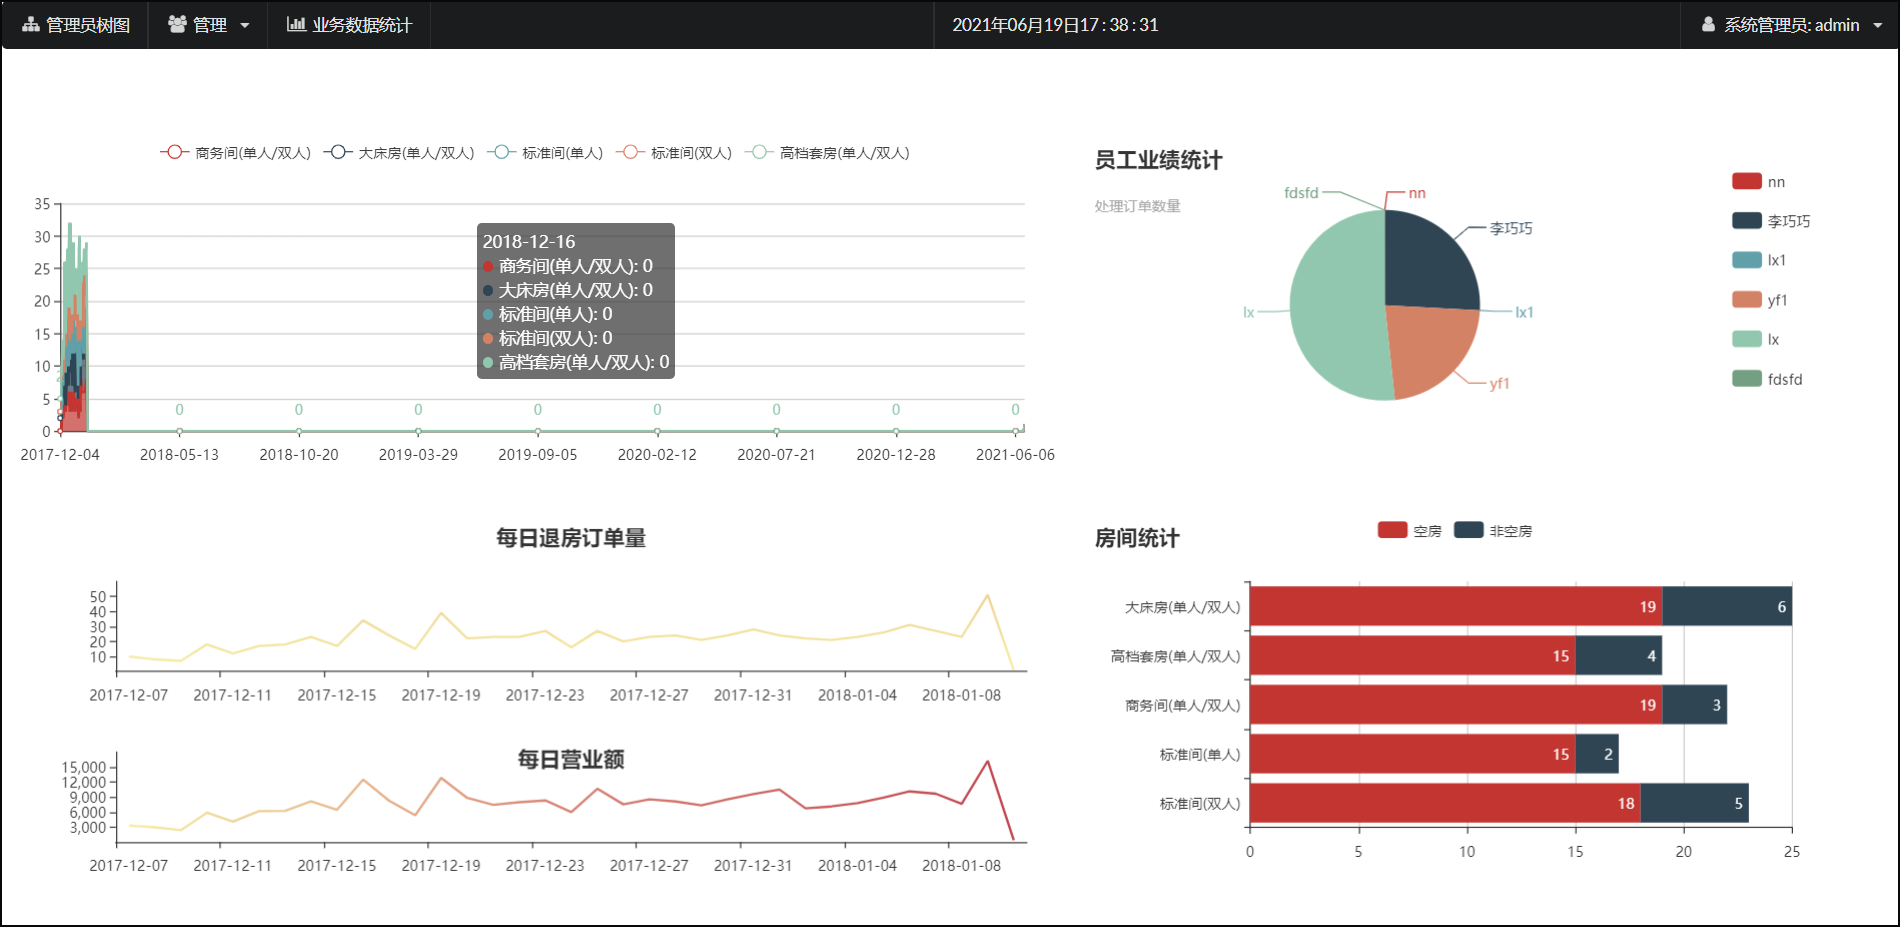 管理员树图 管理 业务数据统计 2021年06月19日17:38:31 系统管理员: admin
商务间(单人/双人) 大床房(单人/双人) 标准间(单人) 标准间(双人) 高档套房(单人/双人)
35
30
25
20
15
10
5
0
2018-12-16
商务间(单人/双人): 0
大床房(单人/双人): 0
标准间(单人): 0
标准间(双人): 0
高档套房(单人/双人): 0
0 0 0 0 0 0 0 0
2017-12-04 2018-05-13 2018-10-20 2019-03-29 2019-09-05 2020-02-12 2020-07-21 2020-12-28 2021-06-06
员工业绩统计
处理订单数量
fdsfd
nn
李巧巧
lx
lx1
yf1
nn
李巧巧
lx1
yf1
lx
fdsfd
每日退房订单量
50
40
30
20
10
2017-12-07 2017-12-11 2017-12-15 2017-12-19 2017-12-23 2017-12-27 2017-12-31 2018-01-04 2018-01-08
每日营业额
15,000
12,000
9,000
6,000
3,000
2017-12-07 2017-12-11 2017-12-15 2017-12-19 2017-12-23 2017-12-27 2017-12-31 2018-01-04 2018-01-08
房间统计
空房 非空房
大床房(单人/双人) 19 6
高档套房(单人/双人) 15 4
商务间(单人/双人) 19 3
标准间(单人) 15 2
标准间(双人) 18 5
0 5 10 15 20 25